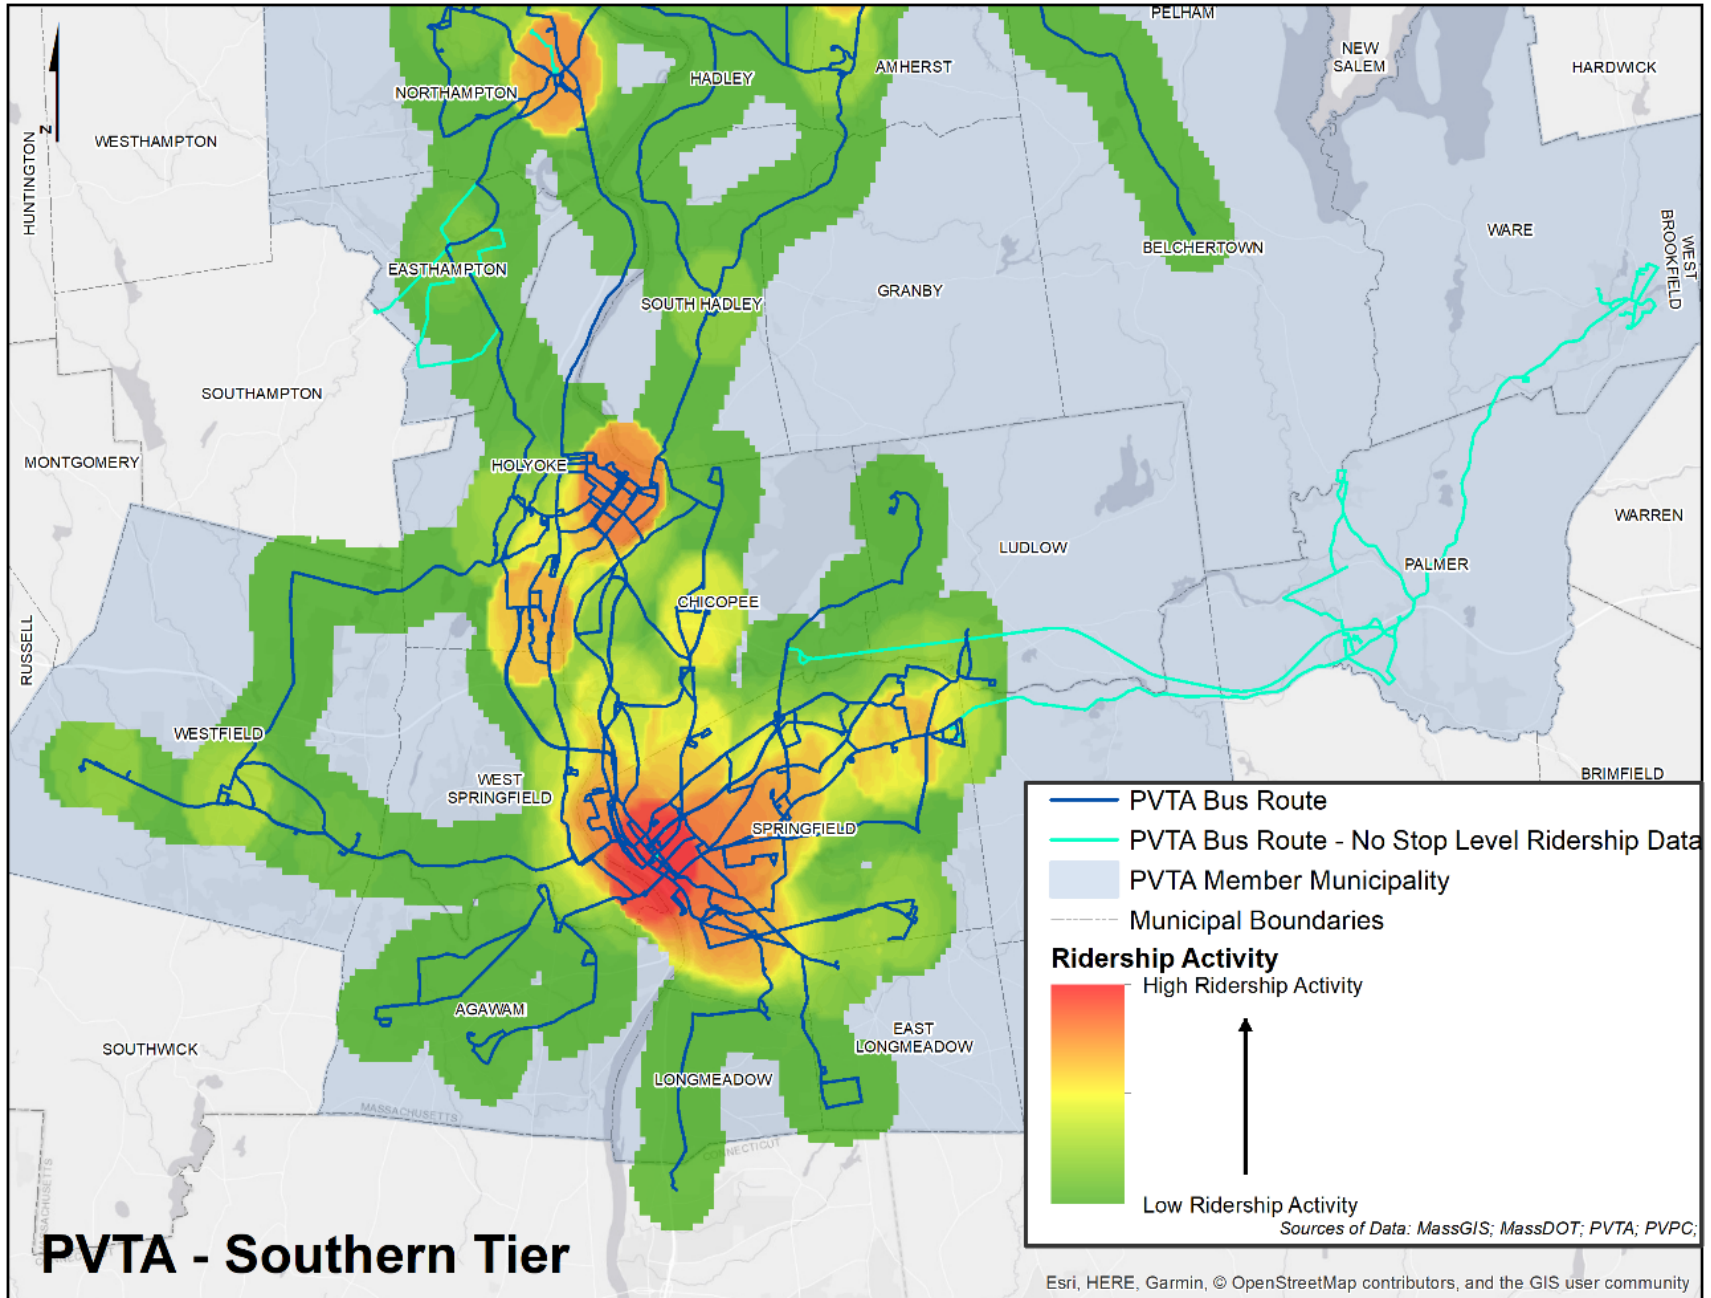 PELHAM
NEW
SALEM
HARDWICK
AMHERST
HADLEY
NORTHAMPTON
WESTHAMPTON
HUNTINGTON
N
WARE
WEST
BROOKFIELD
BELCHERTOWN
EASTHAMPTON
GRANBY
SOUTH HADLEY
SOUTHAMPTON
MONTGOMERY
HOLYOKE
WARREN
LUDLOW
PALMER
CHICOPEE
RUSSELL
WESTFIELD
WEST
SPRINGFIELD
BRIMFIELD
SPRINGFIELD
AGAWAM
EAST
LONGMEADOW
SOUTHWICK
LONGMEADOW
MASSACHUSETTS
CONNECTICUT
MASSACHUSETTS
PVTA Bus Route
PVTA Bus Route - No Stop Level Ridership Data
PVTA Member Municipality
Municipal Boundaries
Ridership Activity
High Ridership Activity
Low Ridership Activity
Sources of Data: MassGIS; MassDOT; PVTA; PVPC;
PVTA - Southern Tier
Esri, HERE, Garmin, © OpenStreetMap contributors, and the GIS user community